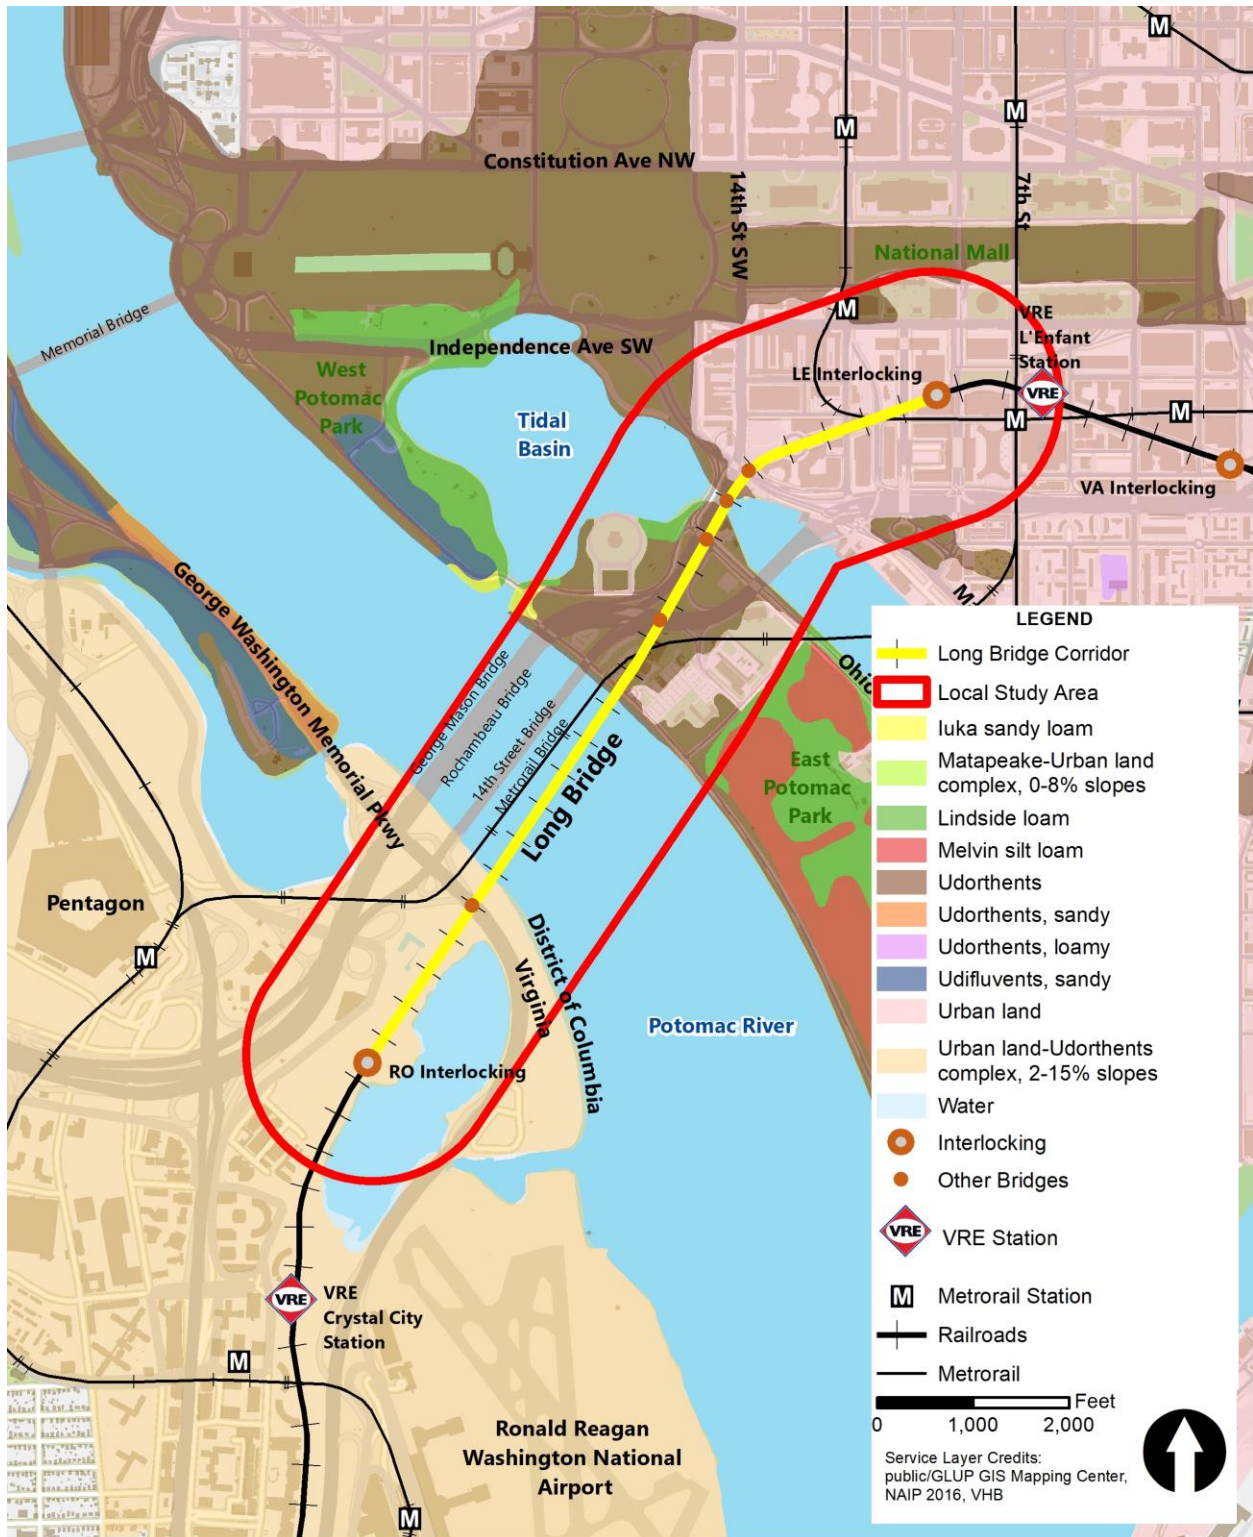 M
M
M
Constitution Ave NW
14th St SW
7th St
National Mall
Memorial Bridge
M
VRE
L'Enfant
Station
Independence Ave SW
LE Interlocking
West
Potomac
Park
VRE
M
M
Tidal
Basin
VA Interlocking
George Washington Memorial Pkwy
M
Ohio
George Mason Bridge
Rochambeau Bridge
14th Street Bridge
Metrorail Bridge
Long Bridge
East
Potomac
Park
Pentagon
M
District of Columbia
Virginia
Potomac River
RO Interlocking
VRE
VRE
Crystal City
Station
M
Ronald Reagan
Washington National
Airport
M
LEGEND
Long Bridge Corridor
Local Study Area
Iuka sandy loam
Matapeake-Urban land
complex, 0-8% slopes
Lindside loam
Melvin silt loam
Udorthents
Udorthents, sandy
Udorthents, loamy
Udifluvents, sandy
Urban land
Urban land-Udorthents
complex, 2-15% slopes
Water
Interlocking
Other Bridges
VRE
VRE Station
M
Metrorail Station
Railroads
Metrorail
Feet
0 1,000 2,000
Service Layer Credits:
public/GLUP GIS Mapping Center,
NAIP 2016, VHB